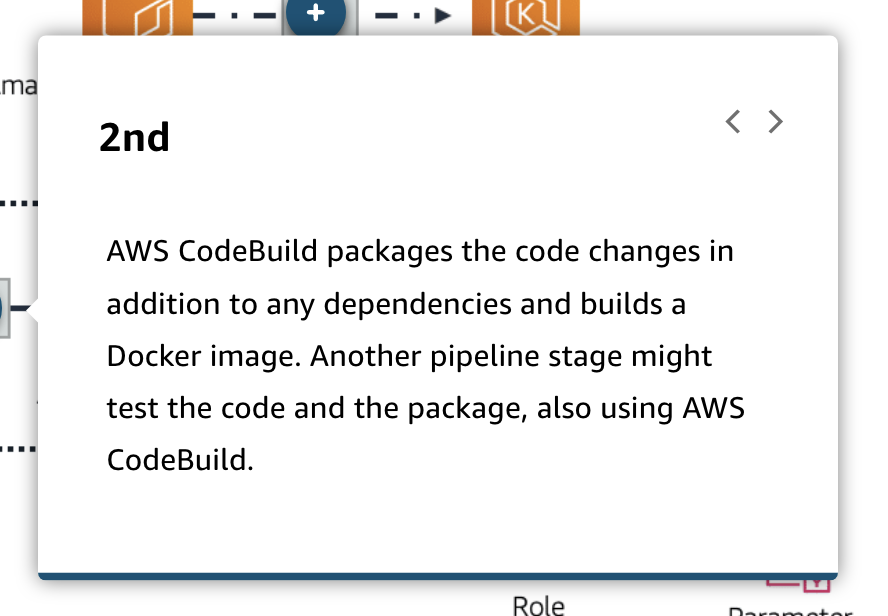 K
ma
2nd
AWS CodeBuild packages the code changes in
addition to any dependencies and builds a
Docker image. Another pipeline stage might
test the code and the package, also using AWS
CodeBuild.
Role
Parameter